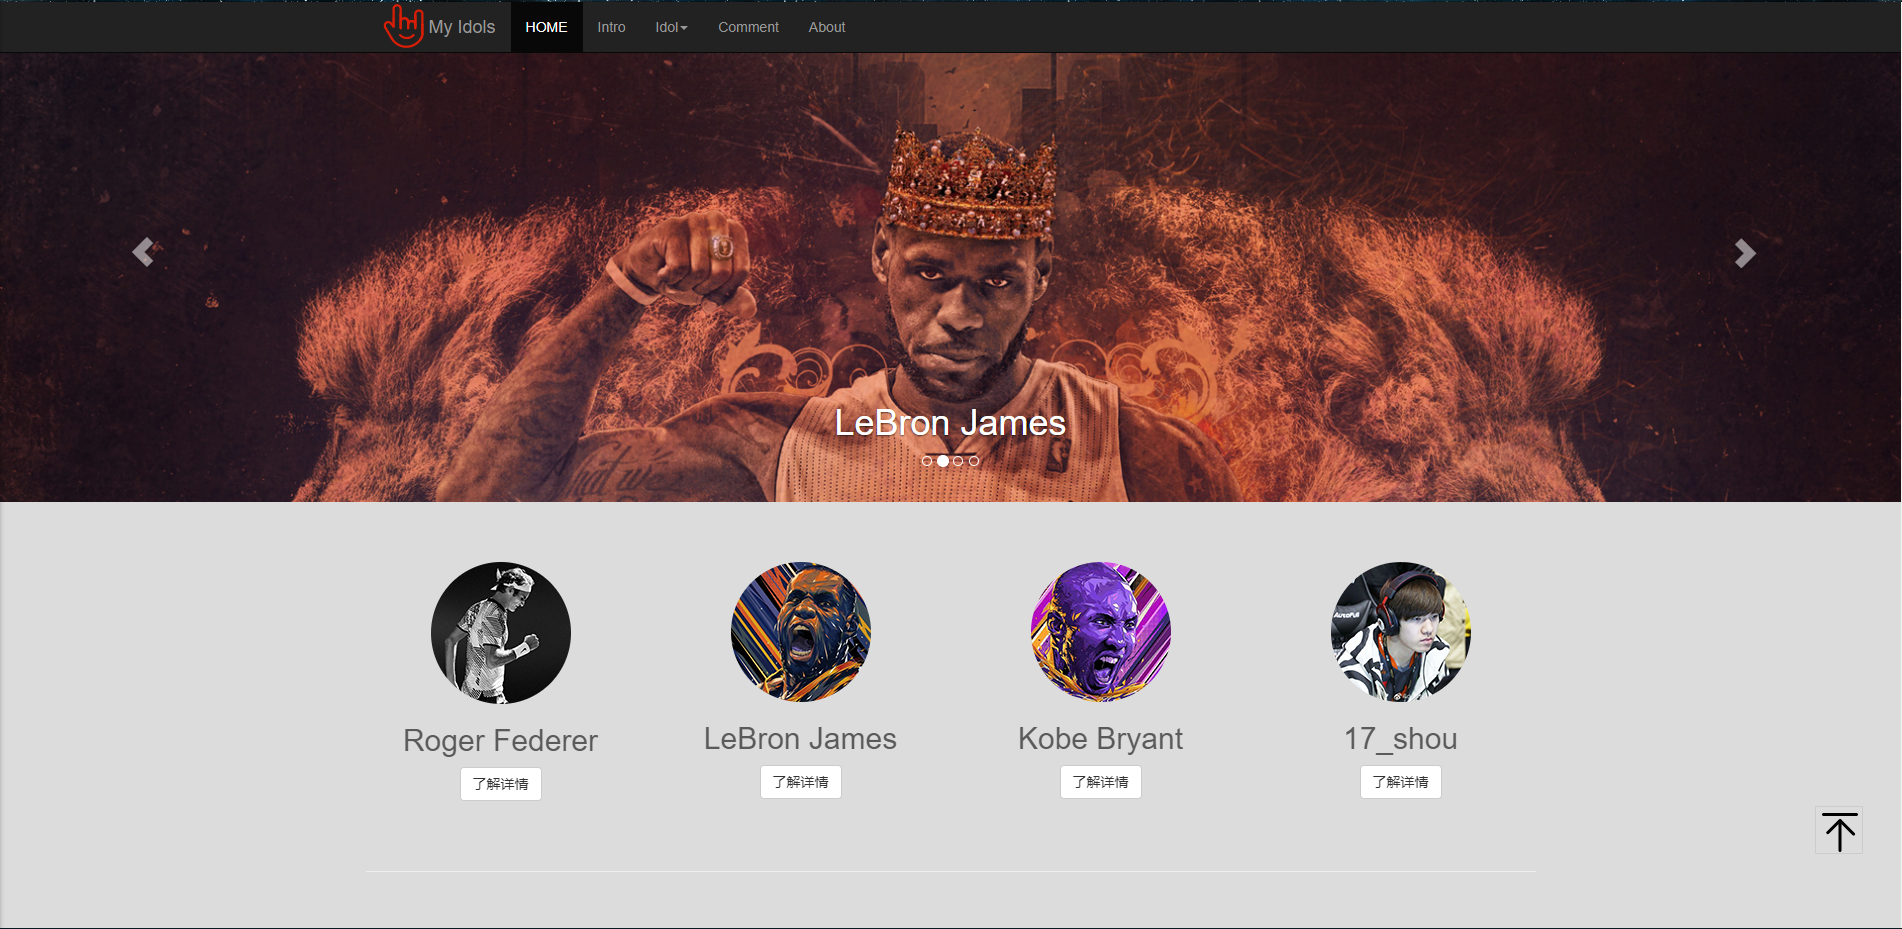 My Idols
HOME
Intro
Idol
Comment
About
LeBron James
AutoFull
Roger Federer
LeBron James
Kobe Bryant
17_shou
了解详情
了解详情
了解详情
了解详情